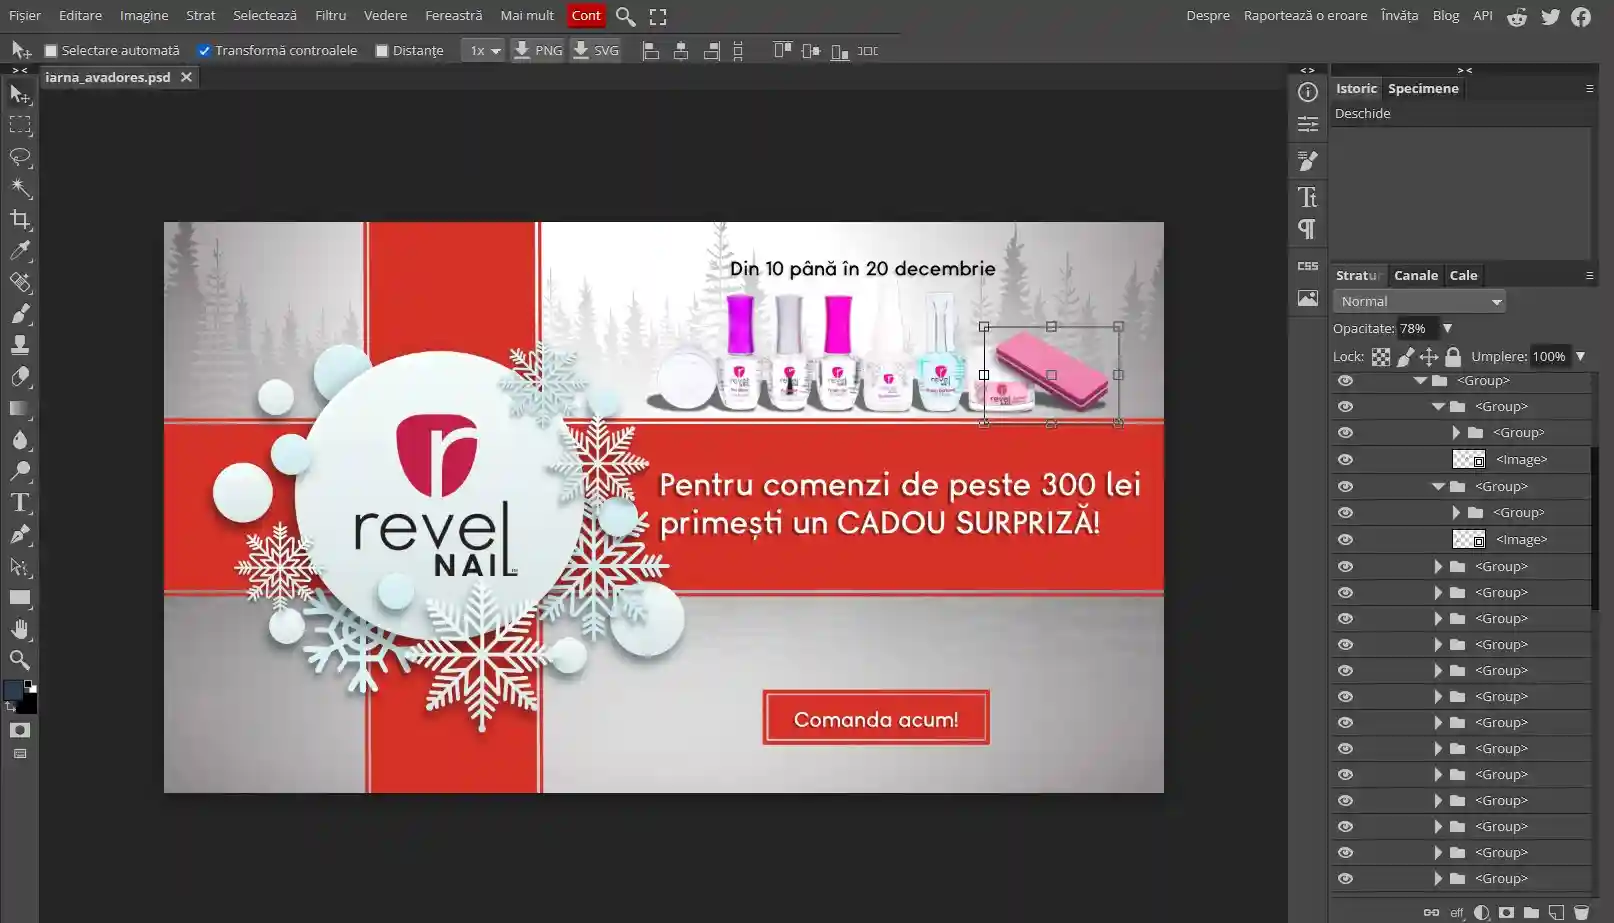 Fișier Editare Imagine Strat Selectează Filtru Vedere Fereastră Mai mult Cont Despre Raportează o eroare Învăța Blog API
Selectare automată Transformă controalele Distanțe 1x PNG SVG
iarna_avadores.psd
Istoric Specimene
Deschide
Din 10 până în 20 decembrie
revel
NAIL
Pentru comenzi de peste 300 lei
primești un CADOU SURPRIZĂ!
Comanda acum!
CSS
Canale Cale
Normal
Opacitate: 78%
Lock: Umplere: 100%
<Group>
<Group>
<Group>
<Image>
<Group>
<Group>
<Image>
<Group>
<Group>
<Group>
<Group>
<Group>
<Group>
<Group>
<Group>
<Group>
<Group>
<Group>
<Group>
<Group>
eff